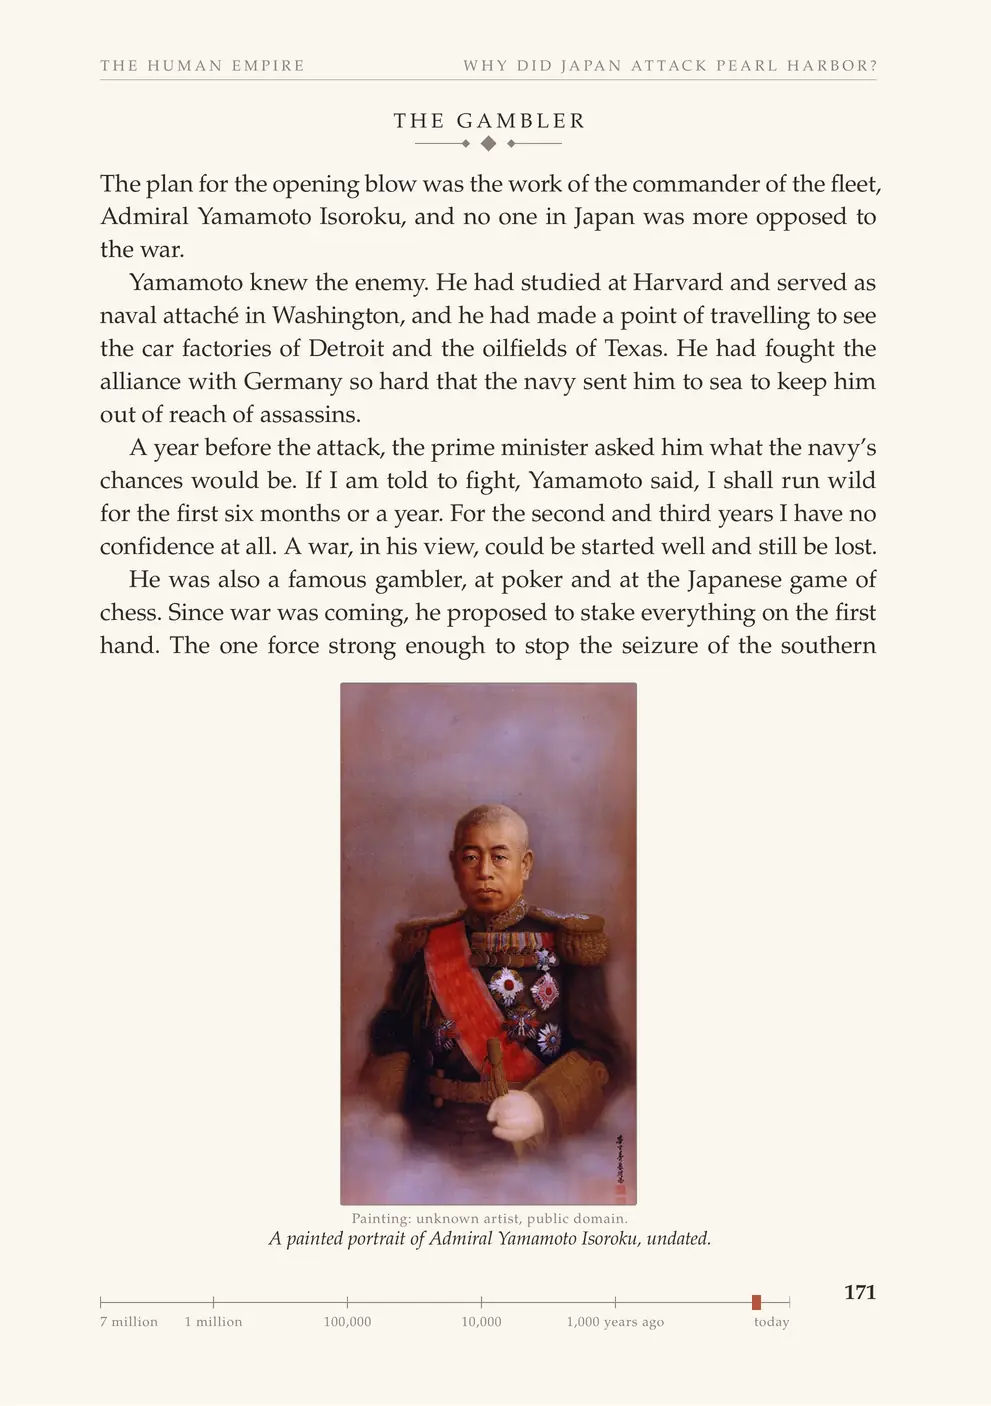 THE HUMAN EMPIRE
WHY DID JAPAN ATTACK PEARL HARBOR?
THE GAMBLER
The plan for the opening blow was the work of the commander of the fleet,
Admiral Yamamoto Isoroku, and no one in Japan was more opposed to
the war.
Yamamoto knew the enemy. He had studied at Harvard and served as
naval attaché in Washington, and he had made a point of travelling to see
the car factories of Detroit and the oilfields of Texas. He had fought the
alliance with Germany so hard that the navy sent him to sea to keep him
out of reach of assassins.
A year before the attack, the prime minister asked him what the navy’s
chances would be. If I am told to fight, Yamamoto said, I shall run wild
for the first six months or a year. For the second and third years I have no
confidence at all. A war, in his view, could be started well and still be lost.
He was also a famous gambler, at poker and at the Japanese game of
chess. Since war was coming, he proposed to stake everything on the first
hand. The one force strong enough to stop the seizure of the southern
Painting: unknown artist, public domain.
A painted portrait of Admiral Yamamoto Isoroku, undated.
171
7 million 1 million 100,000 10,000 1,000 years ago today